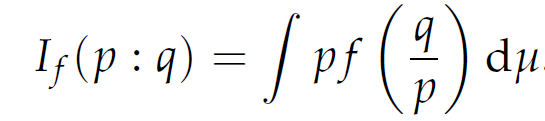 I_f(p : q) = ∫ p f(q/p) dμ.